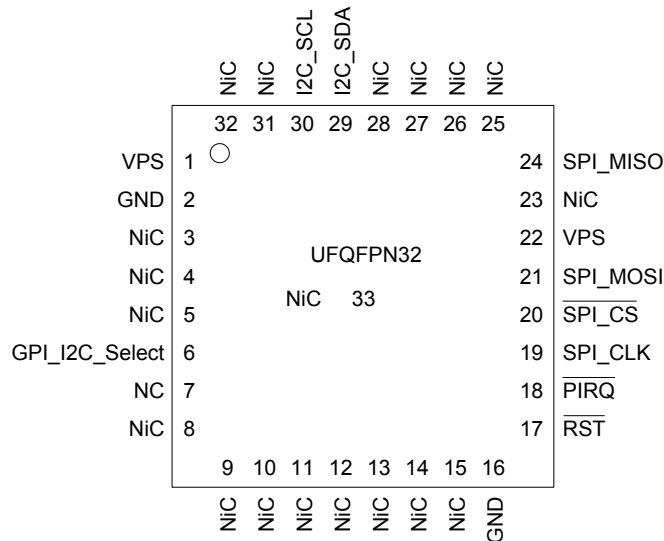 NiC NiC I2C_SCL I2C_SDA NiC NiC NiC NiC
32 31 30 29 28 27 26 25
VPS 1 24 SPI_MISO
GND 2 23 NiC
NiC 3 22 VPS
NiC 4 21 SPI_MOSI
UFQFPN32
NiC 33
NiC 5 20 SPI_CS
GPI_I2C_Select 6 19 SPI_CLK
NC 7 18 PIRQ
NiC 8 17 RST
9 10 11 12 13 14 15 16
NiC NiC NiC NiC NiC NiC NiC GND